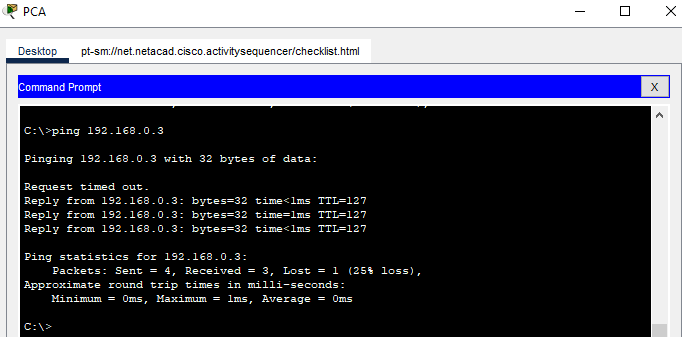 PCA
Desktop pt-sm://net.netacad.cisco.activitysequencer/checklist.html
Command Prompt X
C:\>ping 192.168.0.3
Pinging 192.168.0.3 with 32 bytes of data:
Request timed out.
Reply from 192.168.0.3: bytes=32 time<1ms TTL=127
Reply from 192.168.0.3: bytes=32 time=1ms TTL=127
Reply from 192.168.0.3: bytes=32 time<1ms TTL=127
Ping statistics for 192.168.0.3:
Packets: Sent = 4, Received = 3, Lost = 1 (25% loss),
Approximate round trip times in milli-seconds:
Minimum = 0ms, Maximum = 1ms, Average = 0ms
C:\>